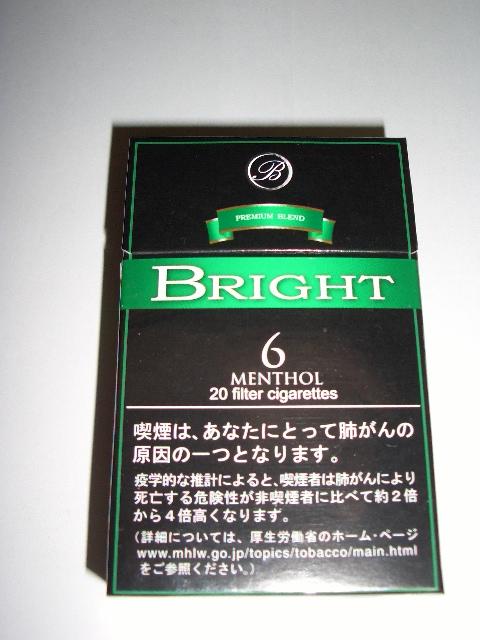 B
PREMIUM BLEND
BRIGHT
6
MENTHOL
20 filter cigarettes
喫煙は、あなたにとって肺がんの
原因の一つとなります。
疫学的な推計によると、喫煙者は肺がんにより
死亡する危険性が非喫煙者に比べて約2倍
から4倍高くなります。
(詳細については、厚生労働省のホーム・ページ
www.mhlw.go.jp/topics/tobacco/main.html
をご参照ください。)